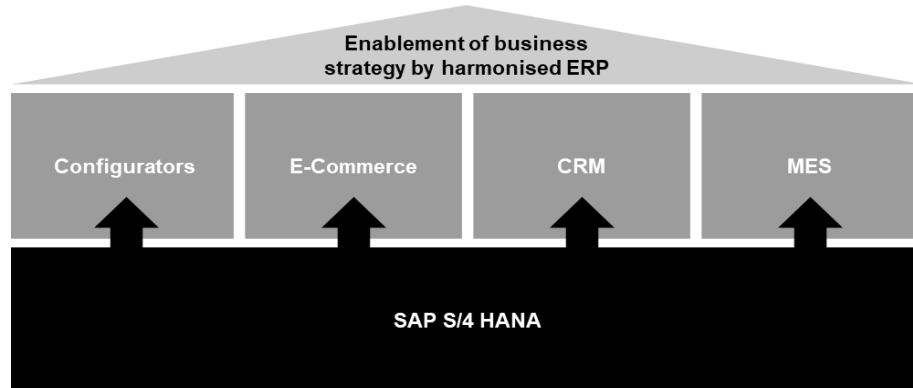 Enablement of business
strategy by harmonised ERP
Configurators
E-Commerce
CRM
MES
SAP S/4 HANA